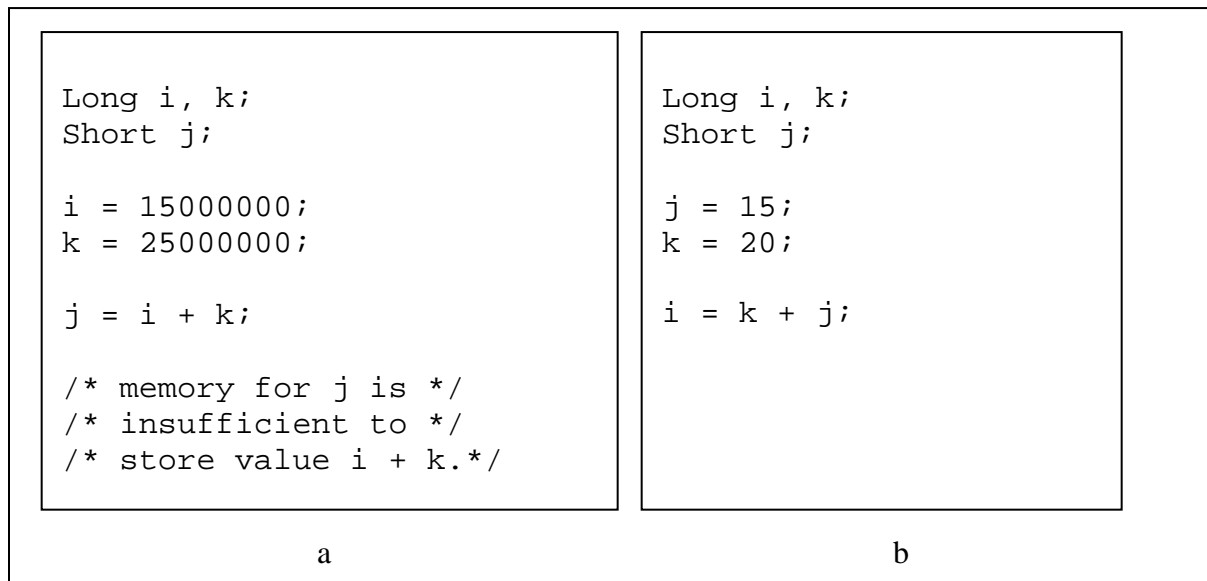 Long i, k;
Short j;
i = 15000000;
k = 25000000;
j = i + k;
/* memory for j is */
/* insufficient to */
/* store value i + k.*/
a
Long i, k;
Short j;
j = 15;
k = 20;
i = k + j;
b